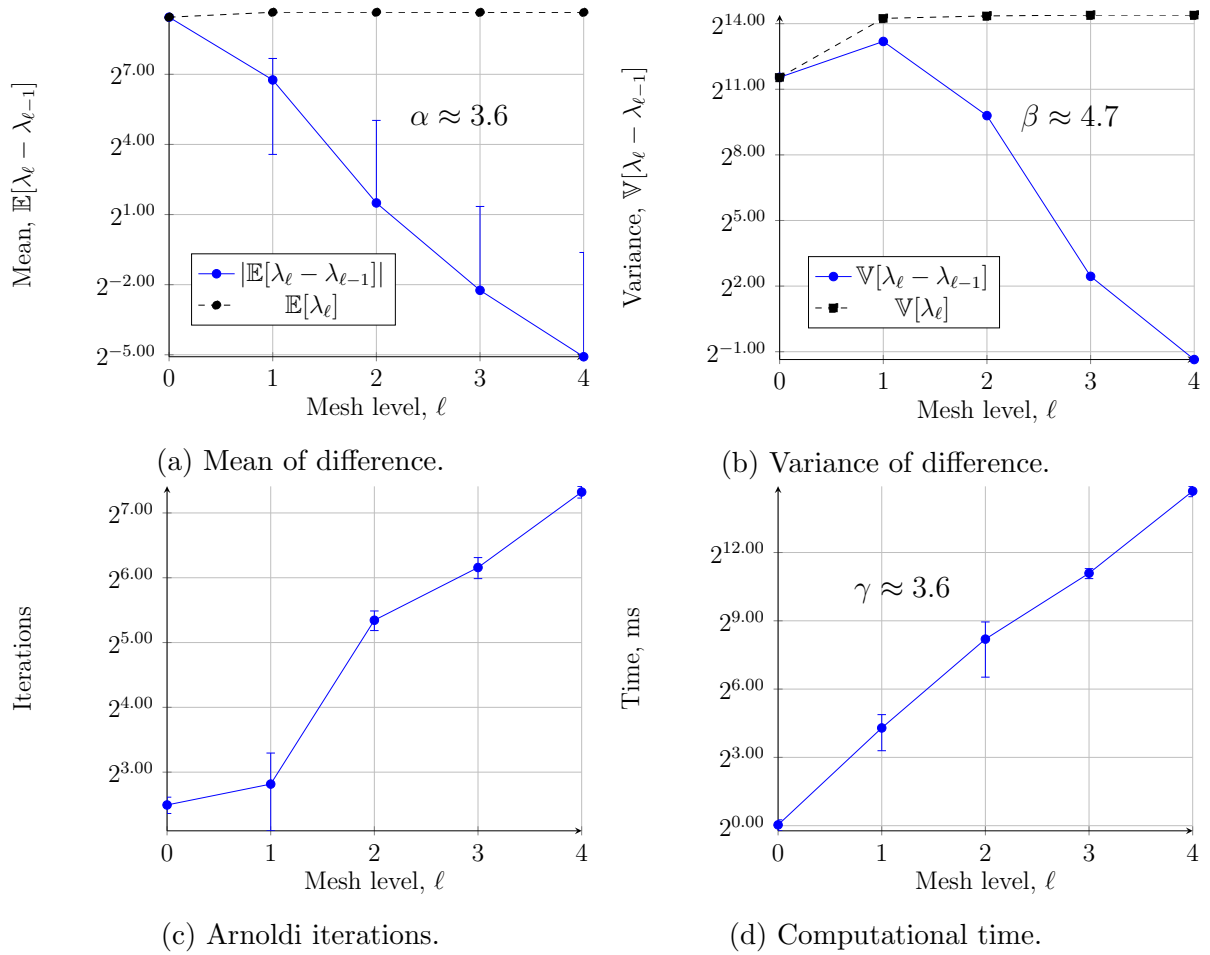 Mean, 𝔼[λ_ℓ − λ_{ℓ−1}]
2^{7.00}
2^{4.00}
2^{1.00}
2^{−2.00}
2^{−5.00}
α ≈ 3.6
|𝔼[λ_ℓ − λ_{ℓ−1}]|
𝔼[λ_ℓ]
0 1 2 3 4
Mesh level, ℓ
(a) Mean of difference.
Variance, 𝕍[λ_ℓ − λ_{ℓ−1}]
2^{14.00}
2^{11.00}
2^{8.00}
2^{5.00}
2^{2.00}
2^{−1.00}
β ≈ 4.7
𝕍[λ_ℓ − λ_{ℓ−1}]
𝕍[λ_ℓ]
0 1 2 3 4
Mesh level, ℓ
(b) Variance of difference.
Iterations
2^{7.00}
2^{6.00}
2^{5.00}
2^{4.00}
2^{3.00}
0 1 2 3 4
Mesh level, ℓ
(c) Arnoldi iterations.
Time, ms
2^{12.00}
2^{9.00}
2^{6.00}
2^{3.00}
2^{0.00}
γ ≈ 3.6
0 1 2 3 4
Mesh level, ℓ
(d) Computational time.